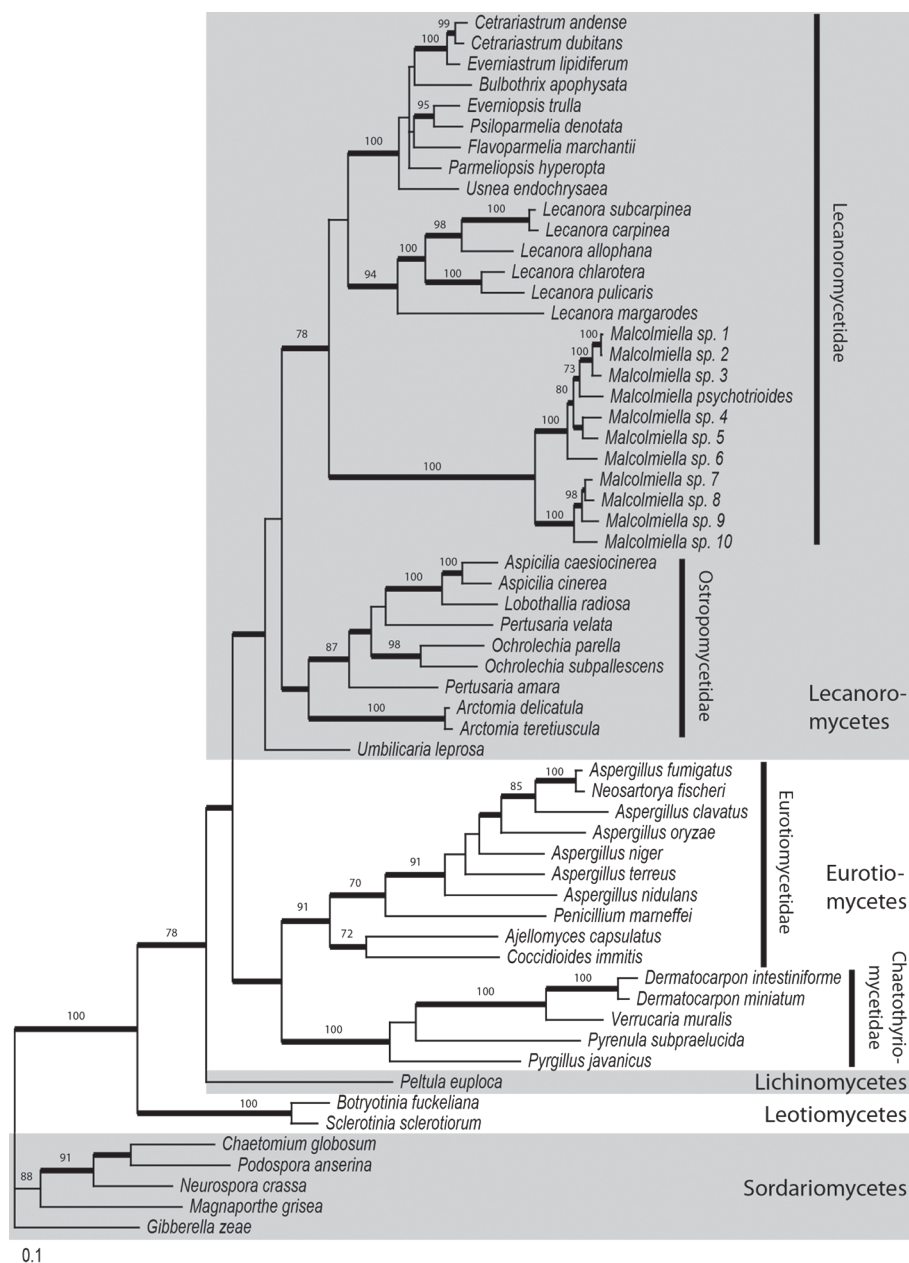 99
Cetrariastrum andense
Cetrariastrum dubitans
100
Everniastrum lipidiferum
Bulbothrix apophysata
95
Everniopsis trulla
Psiloparmelia denotata
100
Flavoparmelia marchantii
Parmeliopsis hyperopta
Usnea endochrysaea
100
Lecanora subcarpinea
98
Lecanora carpinea
100
Lecanora allophana
94
100
Lecanora chlarotera
Lecanora pulicaris
Lecanora margarodes
78
100
Malcolmiella sp. 1
100
Malcolmiella sp. 2
73
Malcolmiella sp. 3
80
Malcolmiella psychotrioides
100
Malcolmiella sp. 4
Malcolmiella sp. 5
Malcolmiella sp. 6
100
Malcolmiella sp. 7
98
Malcolmiella sp. 8
100
Malcolmiella sp. 9
Malcolmiella sp. 10
Lecanoromycetidae
100
Aspicilia caesiocinerea
100
Aspicilia cinerea
Lobothallia radiosa
Pertusaria velata
87
98
Ochrolechia parella
Ochrolechia subpallescens
Pertusaria amara
100
Arctomia delicatula
Arctomia teretiuscula
Ostropomycetidae
Umbilicaria leprosa
Lecanoro-
mycetes
100
Aspergillus fumigatus
85
Neosartorya fischeri
Aspergillus clavatus
Aspergillus oryzae
91
Aspergillus niger
Aspergillus terreus
70
Aspergillus nidulans
91
Penicillium marneffei
72
Ajellomyces capsulatus
Coccidioides immitis
Eurotiomycetidae
Eurotio-
mycetes
100
Dermatocarpon intestiniforme
100
Dermatocarpon miniatum
Verrucaria muralis
100
Pyrenula subpraelucida
Pyrgillus javanicus
Chaetothyrio-
mycetidae
78
Peltula euploca
Lichinomycetes
100
100
Botryotinia fuckeliana
Sclerotinia sclerotiorum
Leotiomycetes
Chaetomium globosum
91
Podospora anserina
88
Neurospora crassa
Magnaporthe grisea
Gibberella zeae
Sordariomycetes
0.1